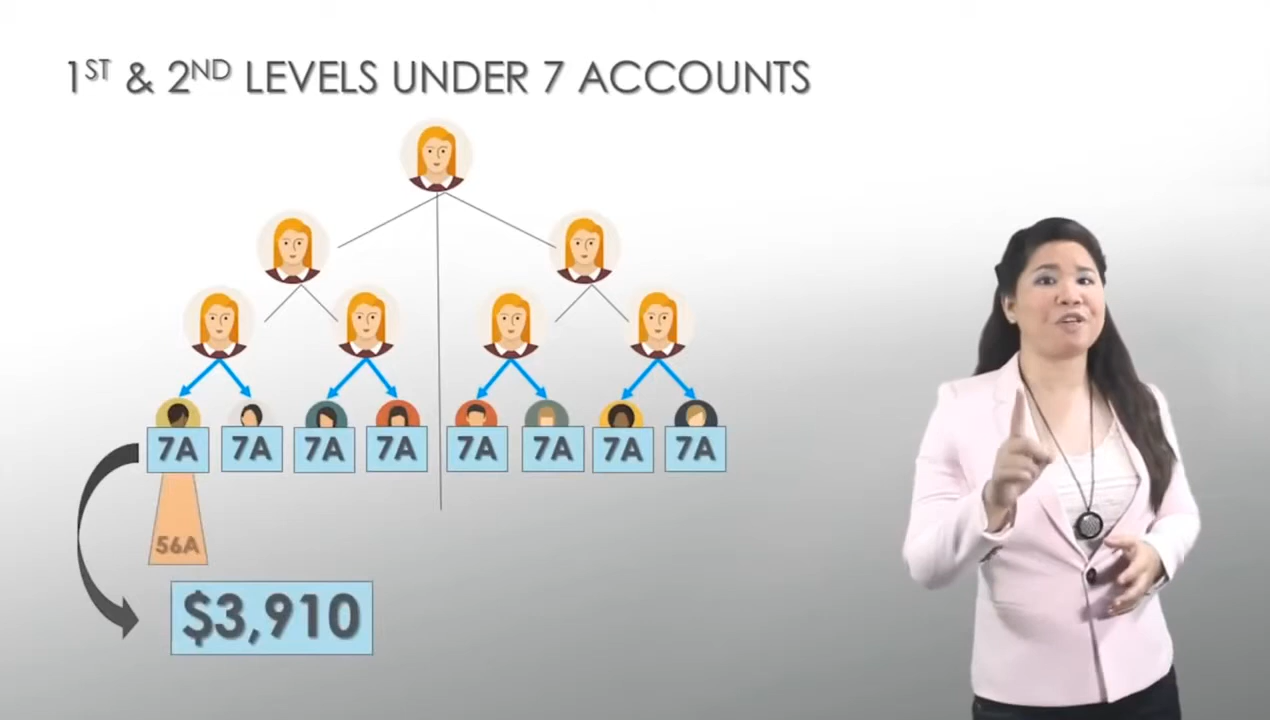 1ST & 2ND LEVELS UNDER 7 ACCOUNTS
7A 7A 7A 7A 7A 7A 7A 7A
56A
$3,910